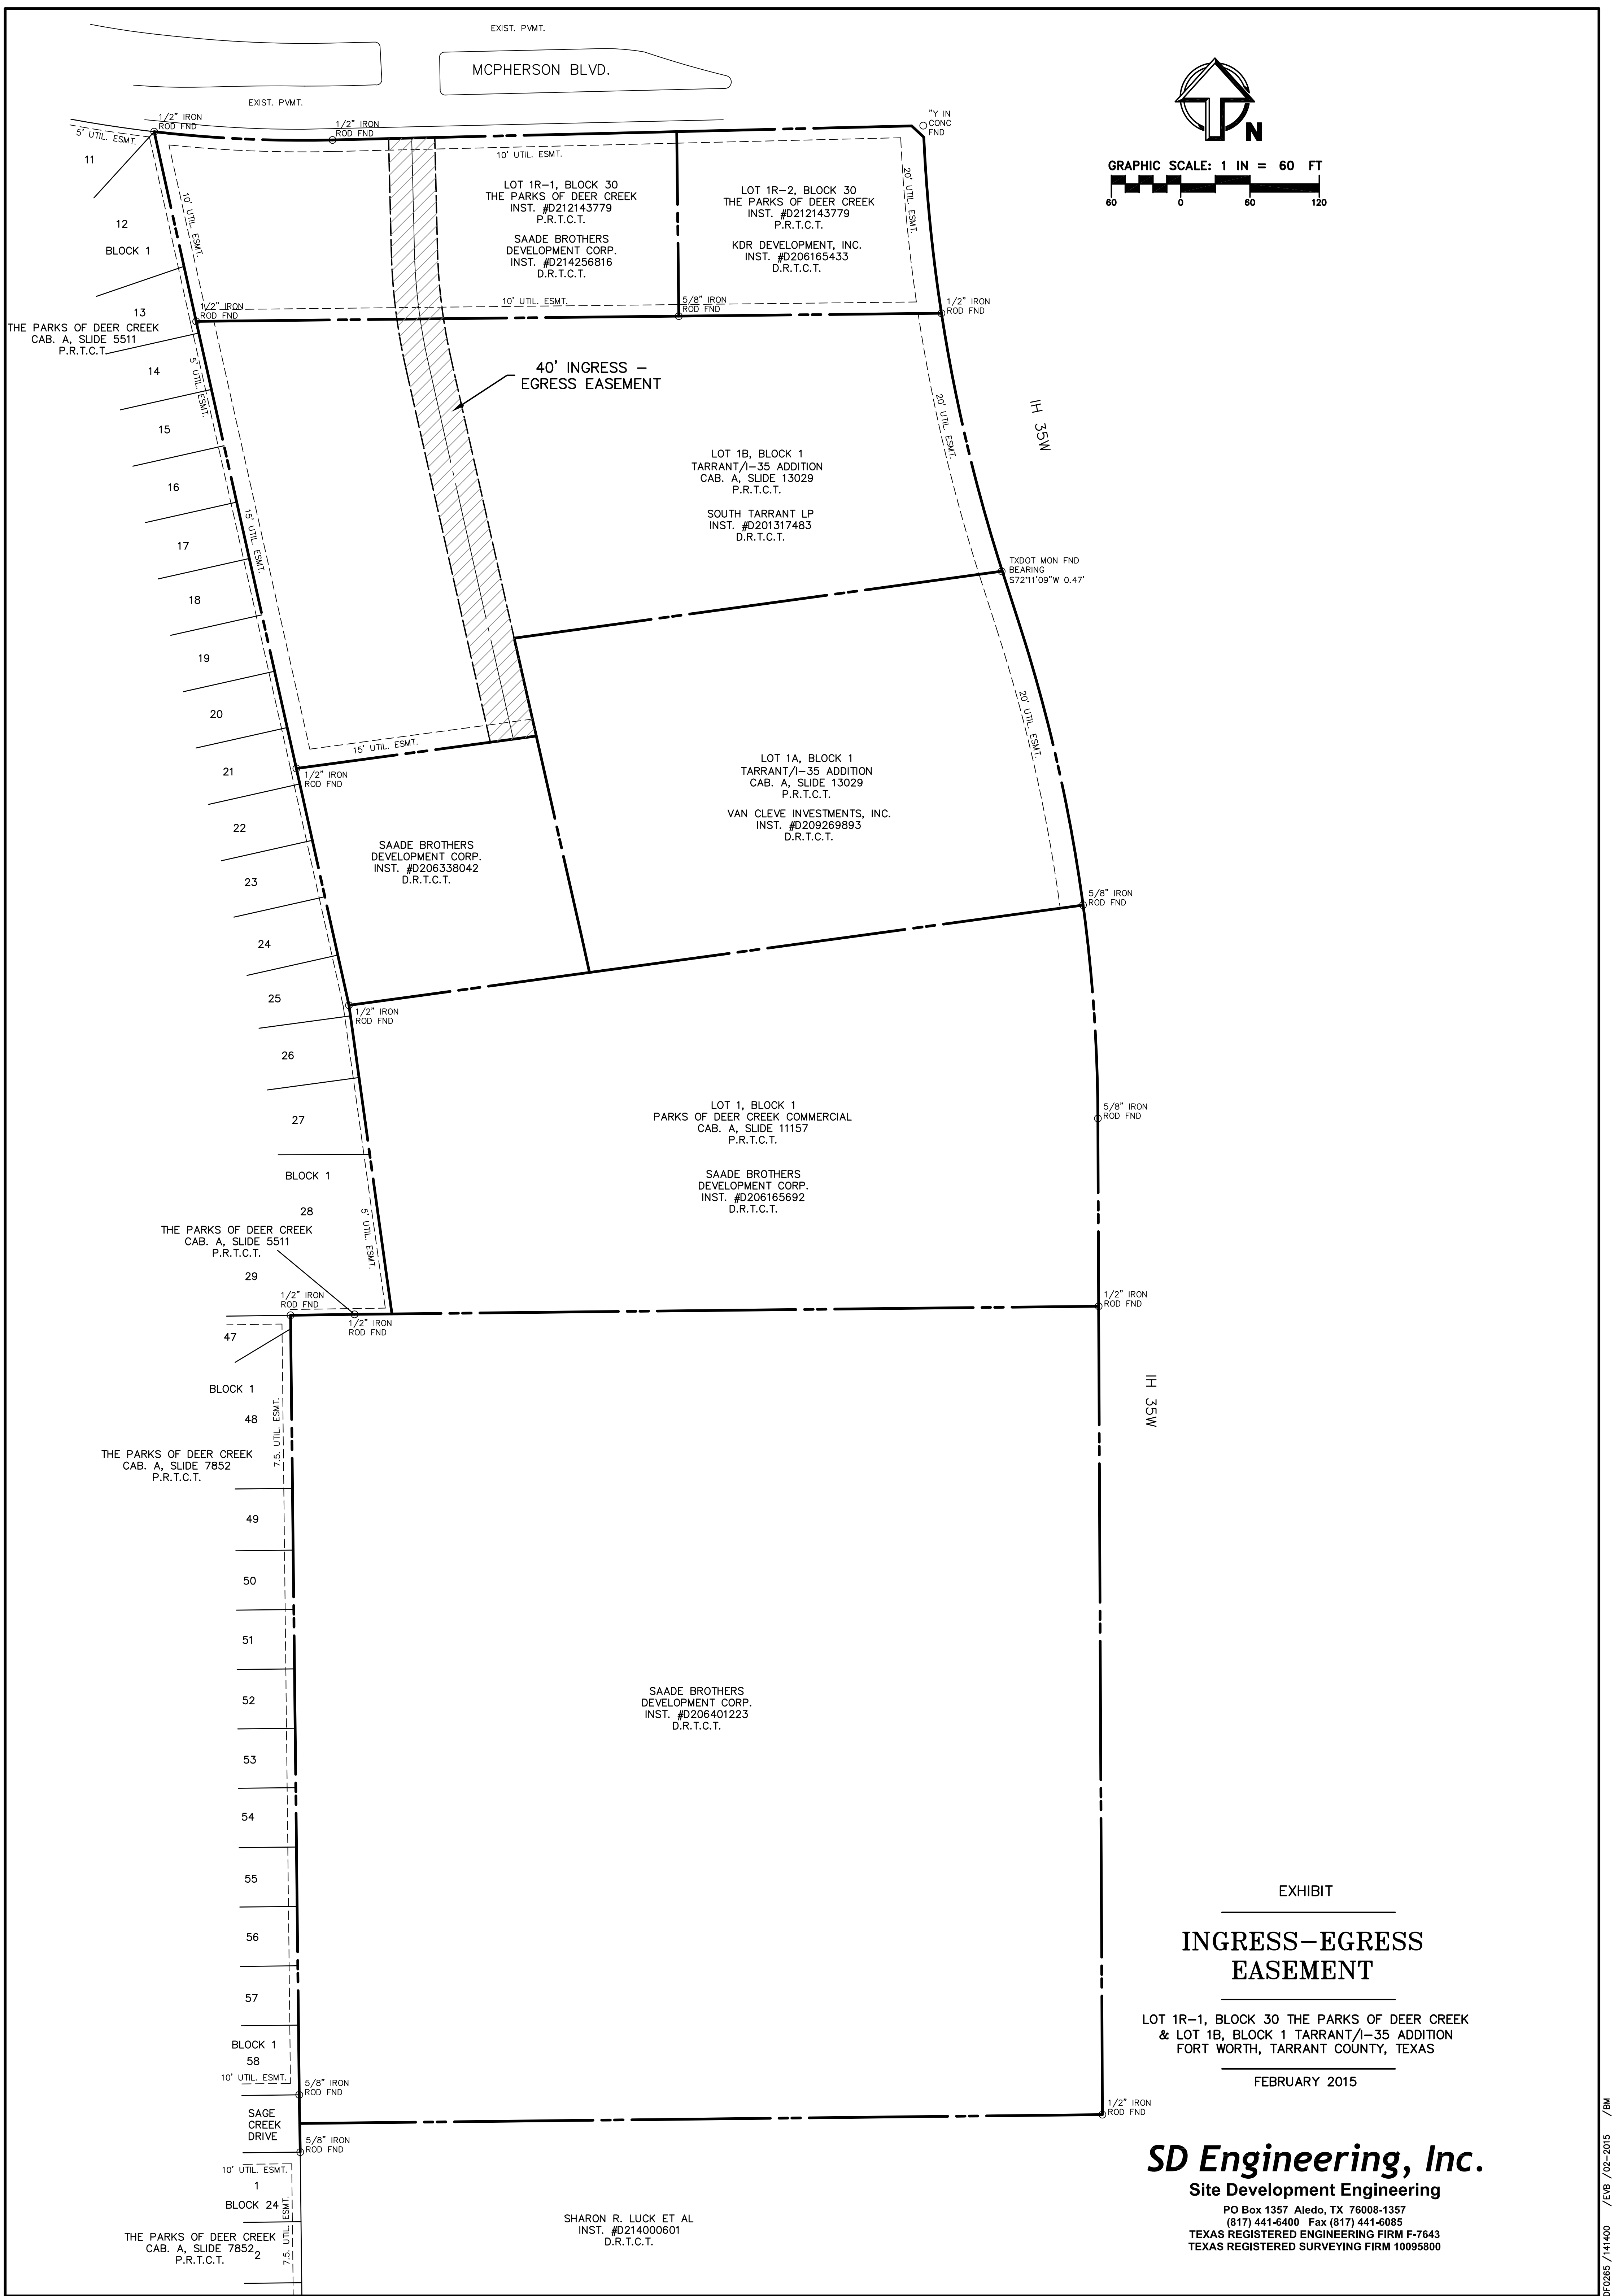 EXIST. PVMT.
MCPHERSON BLVD.
EXIST. PVMT.
N
GRAPHIC SCALE: 1 IN = 60 FT
60 0 60 120
1/2" IRON
ROD FND
1/2" IRON
ROD FND
"Y IN
CONC
FND
5' UTIL. ESMT.
11
12
BLOCK 1
10' UTIL. ESMT.
10' UTIL. ESMT.
20' UTIL. ESMT.
LOT 1R-1, BLOCK 30
THE PARKS OF DEER CREEK
INST. #D212143779
P.R.T.C.T.
SAADE BROTHERS
DEVELOPMENT CORP.
INST. #D214256816
D.R.T.C.T.
LOT 1R-2, BLOCK 30
THE PARKS OF DEER CREEK
INST. #D212143779
P.R.T.C.T.
KDR DEVELOPMENT, INC.
INST. #D206165433
D.R.T.C.T.
1/2" IRON
ROD FND
10' UTIL. ESMT.
5/8" IRON
ROD FND
1/2" IRON
ROD FND
13
THE PARKS OF DEER CREEK
CAB. A, SLIDE 5511
P.R.T.C.T.
14
5' UTIL. ESMT.
40' INGRESS -
EGRESS EASEMENT
20' UTIL. ESMT.
IH 35W
15
16
LOT 1B, BLOCK 1
TARRANT/I-35 ADDITION
CAB. A, SLIDE 13029
P.R.T.C.T.
SOUTH TARRANT LP
INST. #D201317483
D.R.T.C.T.
15' UTIL. ESMT.
17
18
TXDOT MON FND
BEARING
S72°11'09"W 0.47'
19
20
20' UTIL. ESMT.
15' UTIL. ESMT.
21
1/2" IRON
ROD FND
LOT 1A, BLOCK 1
TARRANT/I-35 ADDITION
CAB. A, SLIDE 13029
P.R.T.C.T.
VAN CLEVE INVESTMENTS, INC.
INST. #D209269893
D.R.T.C.T.
22
SAADE BROTHERS
DEVELOPMENT CORP.
INST. #D206338042
D.R.T.C.T.
23
5/8" IRON
ROD FND
24
25
1/2" IRON
ROD FND
26
27
LOT 1, BLOCK 1
PARKS OF DEER CREEK COMMERCIAL
CAB. A, SLIDE 11157
P.R.T.C.T.
5/8" IRON
ROD FND
SAADE BROTHERS
DEVELOPMENT CORP.
INST. #D206165692
D.R.T.C.T.
BLOCK 1
28
5' UTIL. ESMT.
THE PARKS OF DEER CREEK
CAB. A, SLIDE 5511
P.R.T.C.T.
29
1/2" IRON
ROD FND
1/2" IRON
ROD FND
1/2" IRON
ROD FND
47
BLOCK 1
48
7.5. UTIL. ESMT.
IH 35W
THE PARKS OF DEER CREEK
CAB. A, SLIDE 7852
P.R.T.C.T.
49
50
51
52
SAADE BROTHERS
DEVELOPMENT CORP.
INST. #D206401223
D.R.T.C.T.
53
54
55
56
57
BLOCK 1
58
10' UTIL. ESMT.
5/8" IRON
ROD FND
SAGE
CREEK
DRIVE
5/8" IRON
ROD FND
1/2" IRON
ROD FND
10' UTIL. ESMT.
1
BLOCK 24
7.5. UTIL. ESMT.
THE PARKS OF DEER CREEK
CAB. A, SLIDE 7852
P.R.T.C.T.
2
SHARON R. LUCK ET AL
INST. #D214000601
D.R.T.C.T.
EXHIBIT
INGRESS-EGRESS
EASEMENT
LOT 1R-1, BLOCK 30 THE PARKS OF DEER CREEK
& LOT 1B, BLOCK 1 TARRANT/I-35 ADDITION
FORT WORTH, TARRANT COUNTY, TEXAS
FEBRUARY 2015
SD Engineering, Inc.
Site Development Engineering
PO Box 1357 Aledo, TX 76008-1357
(817) 441-6400 Fax (817) 441-6085
TEXAS REGISTERED ENGINEERING FIRM F-7643
TEXAS REGISTERED SURVEYING FIRM 10095800
DF0265 /141400 /EVB /02-2015 /BM